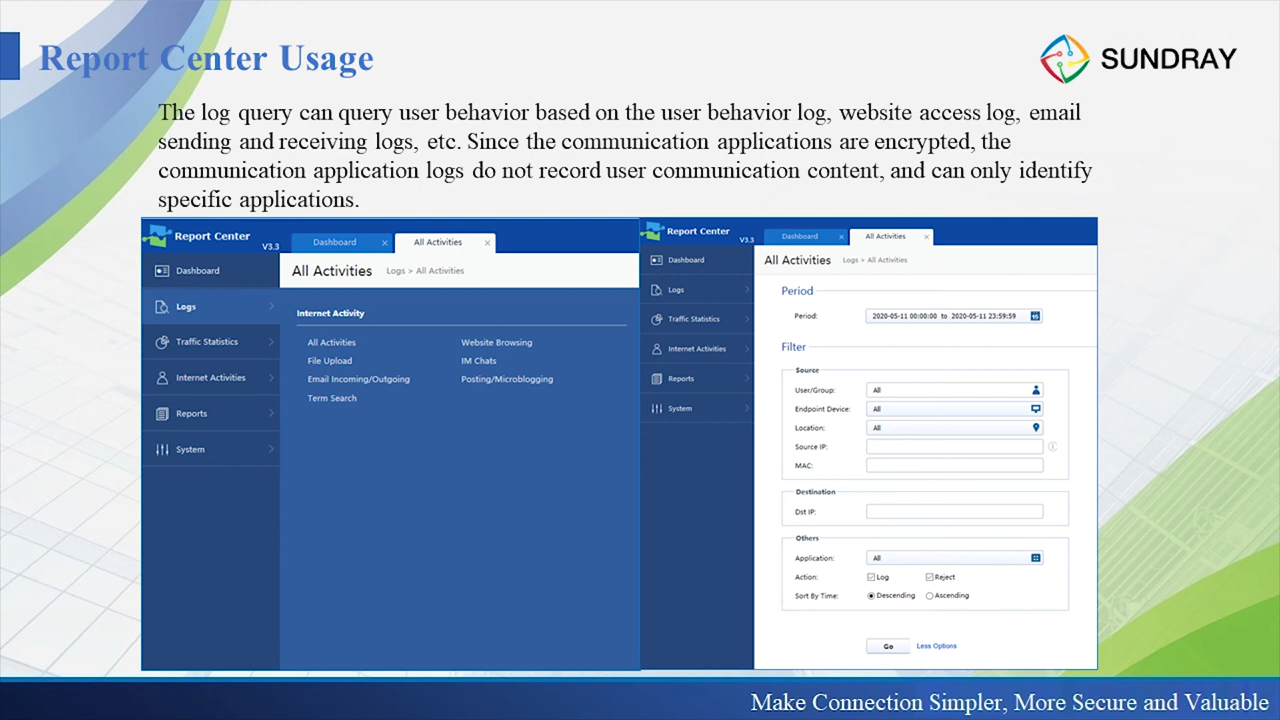 Report Center Usage
SUNDRAY
The log query can query user behavior based on the user behavior log, website access log, email
sending and receiving logs, etc. Since the communication applications are encrypted, the
communication application logs do not record user communication content, and can only identify
specific applications.
Report Center V3.3
Dashboard ×
All Activities ×
Dashboard
Logs
Traffic Statistics
Internet Activities
Reports
System
All Activities Logs > All Activities
Internet Activity
All Activities Website Browsing
File Upload IM Chats
Email Incoming/Outgoing Posting/Microblogging
Term Search
Report Center V3.3
Dashboard ×
All Activities ×
Dashboard
Logs
Traffic Statistics
Internet Activities
Reports
System
All Activities Logs > All Activities
Period
Period: 2020-05-11 00:00:00 to 2020-05-11 23:59:59
Filter
Source
User/Group: All
Endpoint Device: All
Location: All
Source IP:
MAC:
Destination
Dst IP:
Others
Application: All
Action: Log Reject
Sort By Time: Descending Ascending
Go Less Options
Make Connection Simpler, More Secure and Valuable